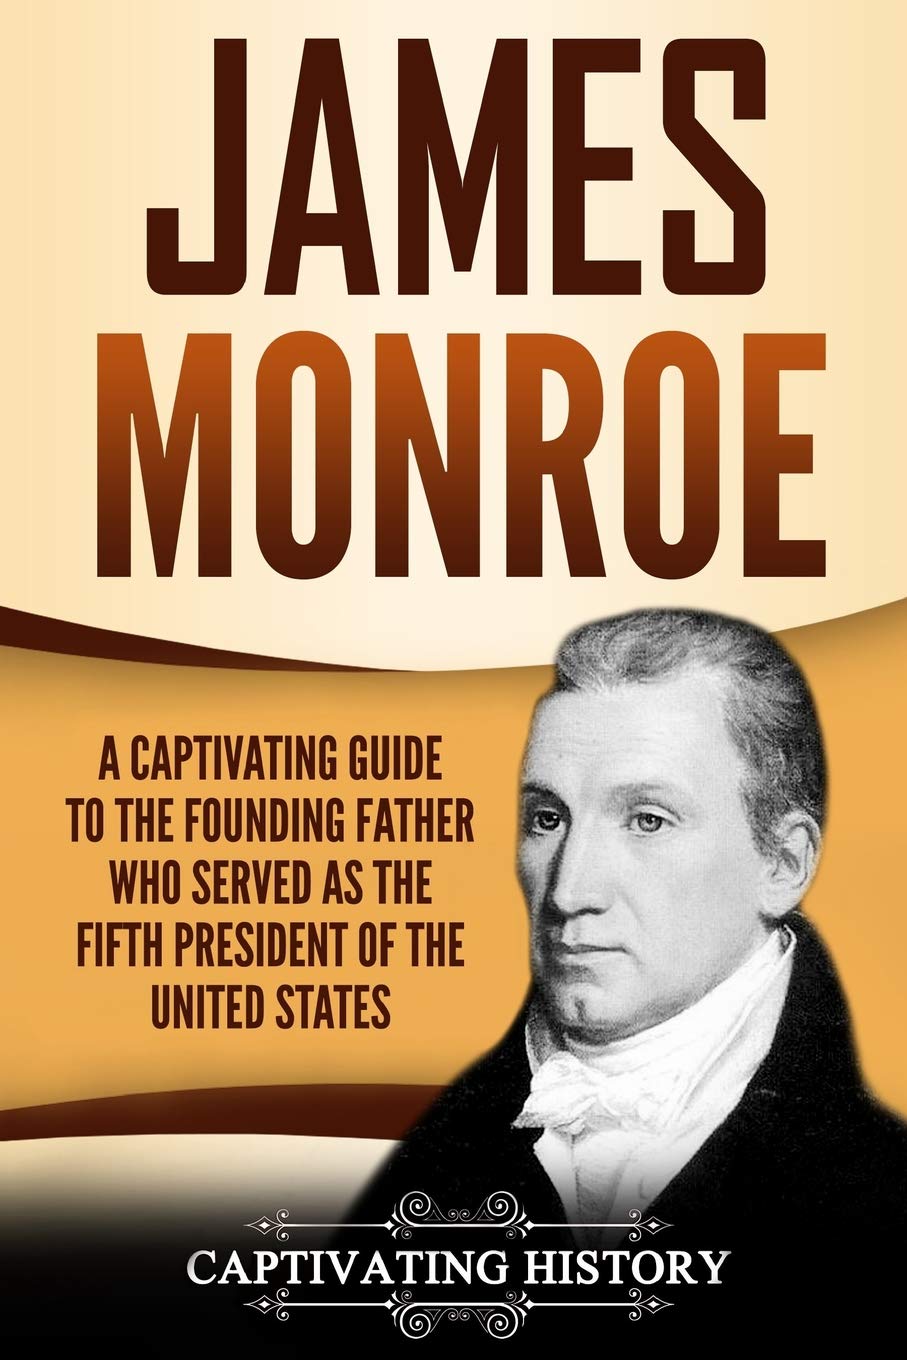 JAMES
MONROE
A CAPTIVATING GUIDE
TO THE FOUNDING FATHER
WHO SERVED AS THE
FIFTH PRESIDENT OF THE
UNITED STATES
CAPTIVATING HISTORY